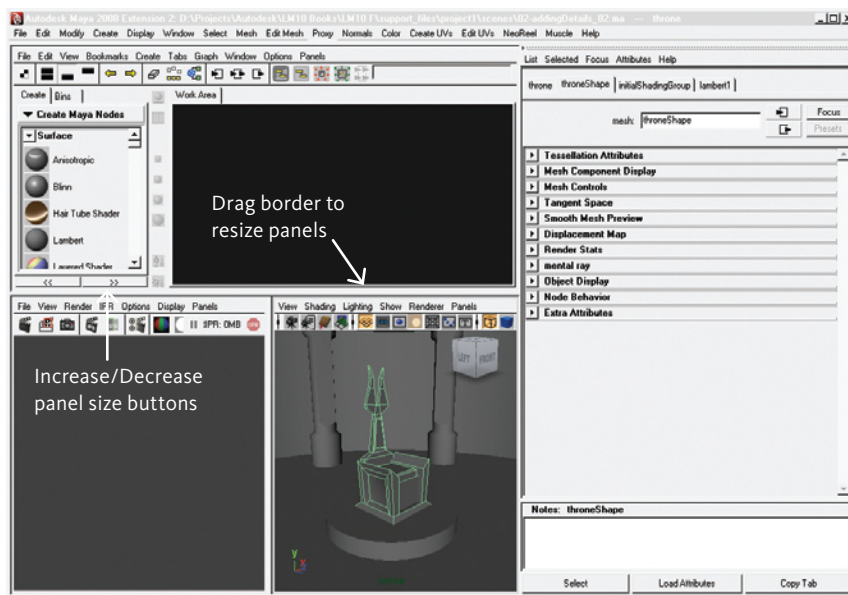 Autodesk Maya 2008 Extension 2: D:\Projects\Autodesk\LM10 Books\LM10 F\support_files\project1\scenes\02-addingDetails_02.ma --- throne
File Edit Modify Create Display Window Select Mesh Edit Mesh Proxy Normals Color Create UVs Edit UVs NeoReel Muscle Help
File Edit View Bookmarks Create Tabs Graph Window Options Panels
List Selected Focus Attributes Help
Create Bins
Work Area
throne throneShape initialShadingGroup lambert1
Create Maya Nodes
mesh: throneShape
Focus
Presets
Surface
Anisotropic
Blinn
Hair Tube Shader
Lambert
Layered Shader
<< >>
Drag border to
resize panels
Tessellation Attributes
Mesh Component Display
Mesh Controls
Tangent Space
Smooth Mesh Preview
Displacement Map
Render Stats
mental ray
Object Display
Node Behavior
Extra Attributes
File View Render IPR Options Display Panels
IPR: 0MB
View Shading Lighting Show Renderer Panels
LEFT FRONT
Increase/Decrease
panel size buttons
y
x
Notes: throneShape
Select Load Attributes Copy Tab